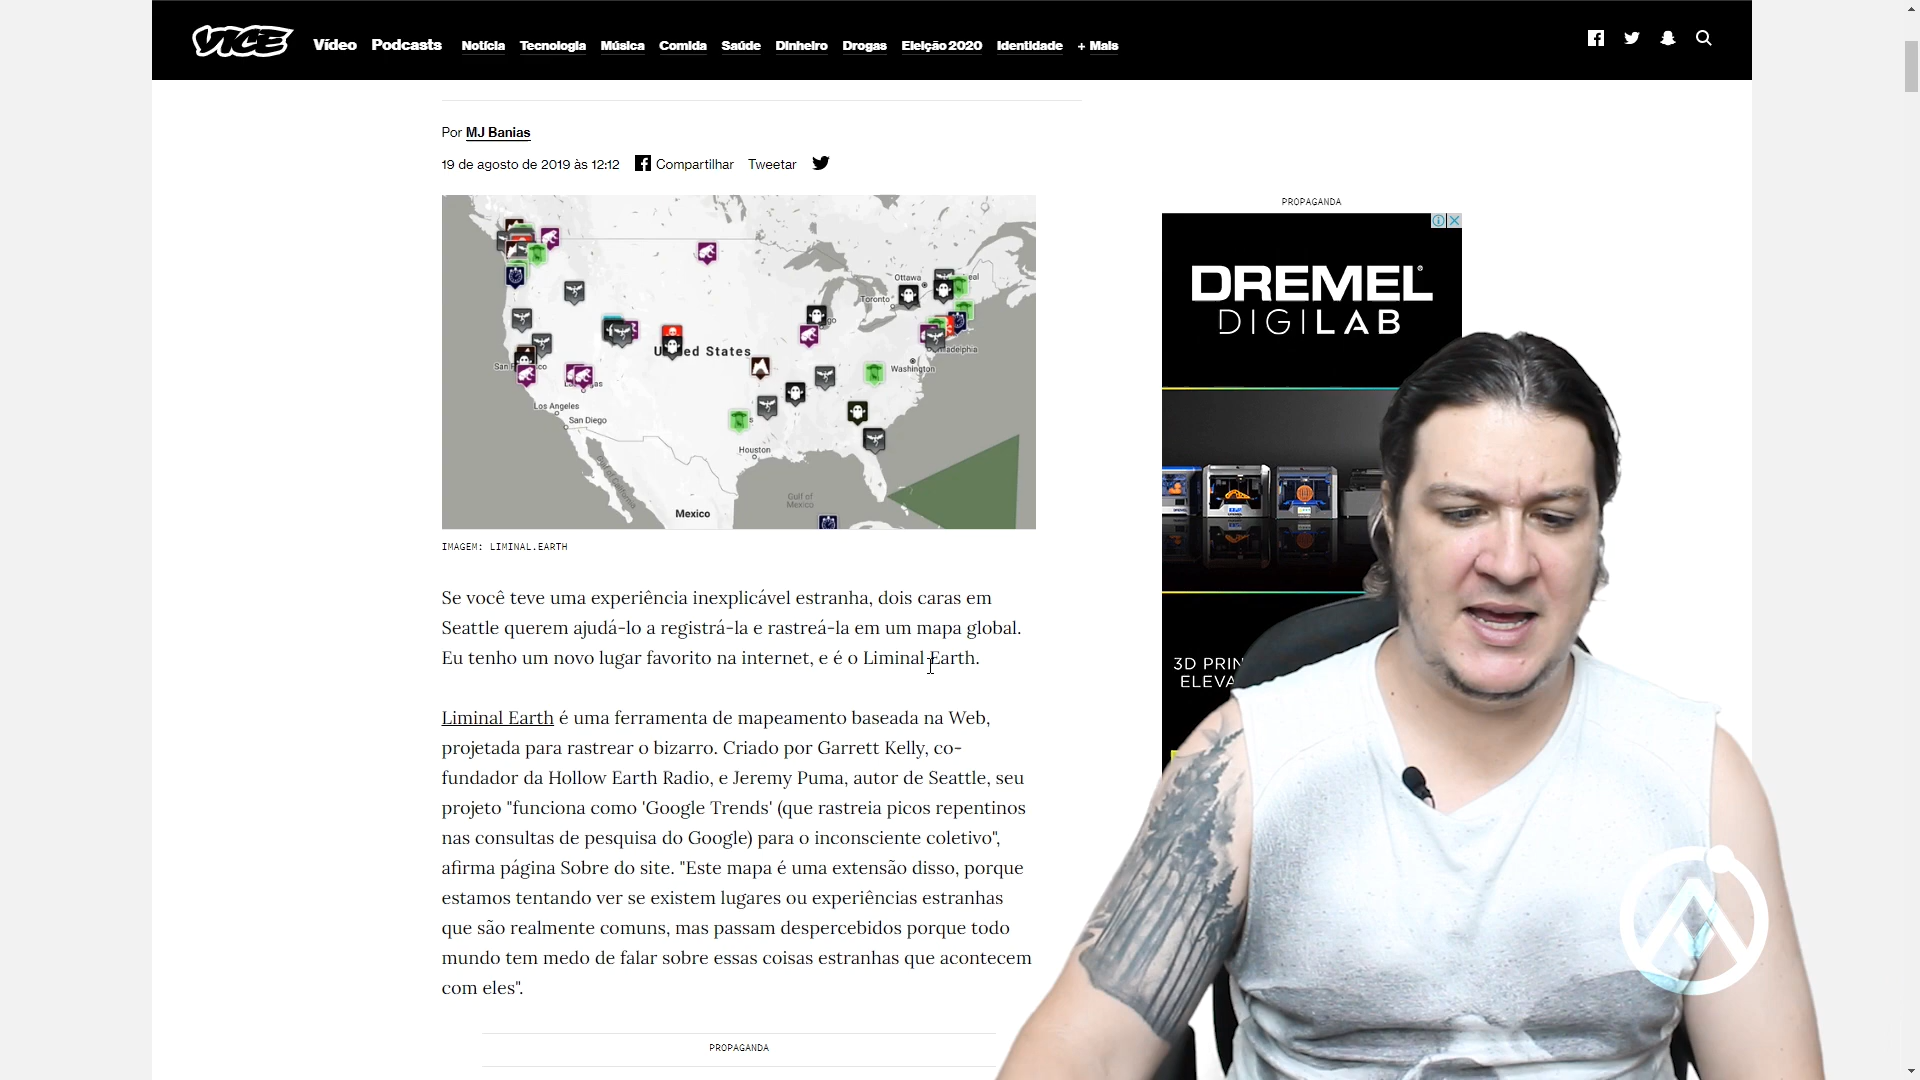 VICE
Vídeo Podcasts Notícia Tecnologia Música Comida Saúde Dinheiro Drogas Eleição 2020 Identidade + Mais
Por MJ Banias
19 de agosto de 2019 às 12:12 Compartilhar Tweetar
Ottawa
Toronto
United States
Washington
Los Angeles
San Diego
Houston
Gulf of
Mexico
Mexico
IMAGEM: LIMINAL.EARTH
Se você teve uma experiência inexplicável estranha, dois caras em
Seattle querem ajudá-lo a registrá-la e rastreá-la em um mapa global.
Eu tenho um novo lugar favorito na internet, e é o Liminal Earth.
Liminal Earth é uma ferramenta de mapeamento baseada na Web,
projetada para rastrear o bizarro. Criado por Garrett Kelly, co-
fundador da Hollow Earth Radio, e Jeremy Puma, autor de Seattle, seu
projeto "funciona como 'Google Trends' (que rastreia picos repentinos
nas consultas de pesquisa do Google) para o inconsciente coletivo",
afirma página Sobre do site. "Este mapa é uma extensão disso, porque
estamos tentando ver se existem lugares ou experiências estranhas
que são realmente comuns, mas passam despercebidos porque todo
mundo tem medo de falar sobre essas coisas estranhas que acontecem
com eles".
PROPAGANDA
PROPAGANDA
DREMEL
DIGILAB
3D PRIN
ELEVA